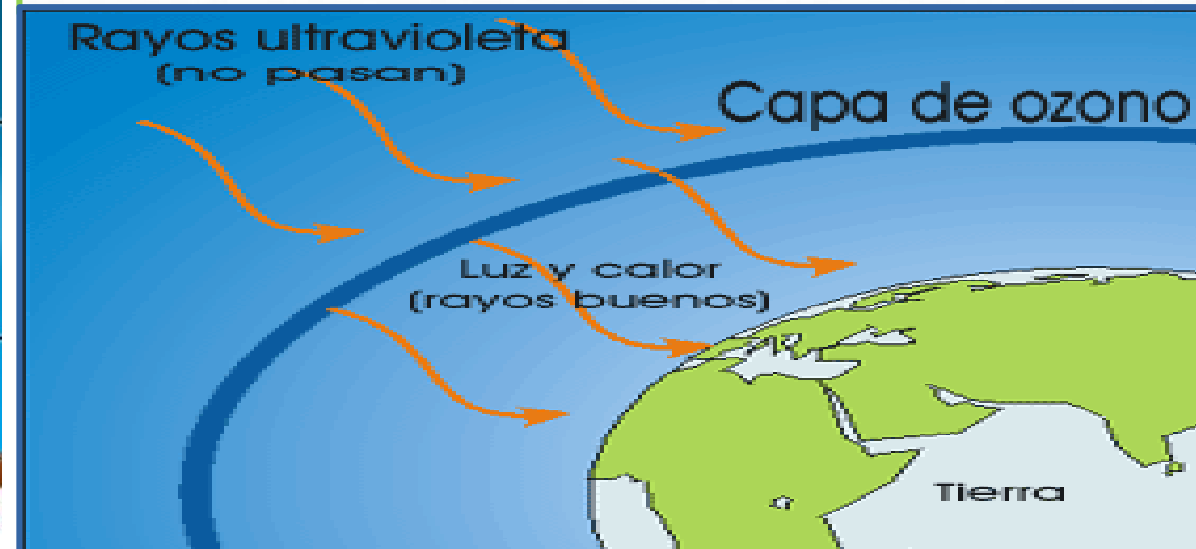 Rayos ultravioleta
(no pasan)
Capa de ozono
Luz y calor
(rayos buenos)
Tierra